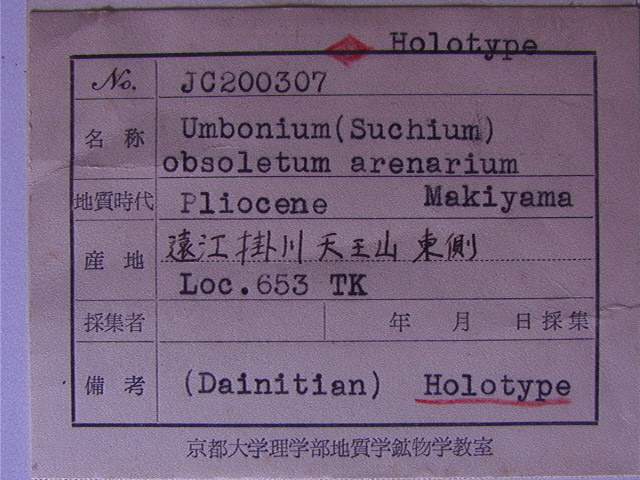 Holotype
No. JC200307
名称 Umbonium(Suchium)
obsoletum arenarium
Makiyama
地質時代 Pliocene
産地 遠江掛川天王山東側
Loc.653 TK
採集者 年 月 日採集
備考 (Dainitian) Holotype
京都大学理学部地質学鉱物学教室